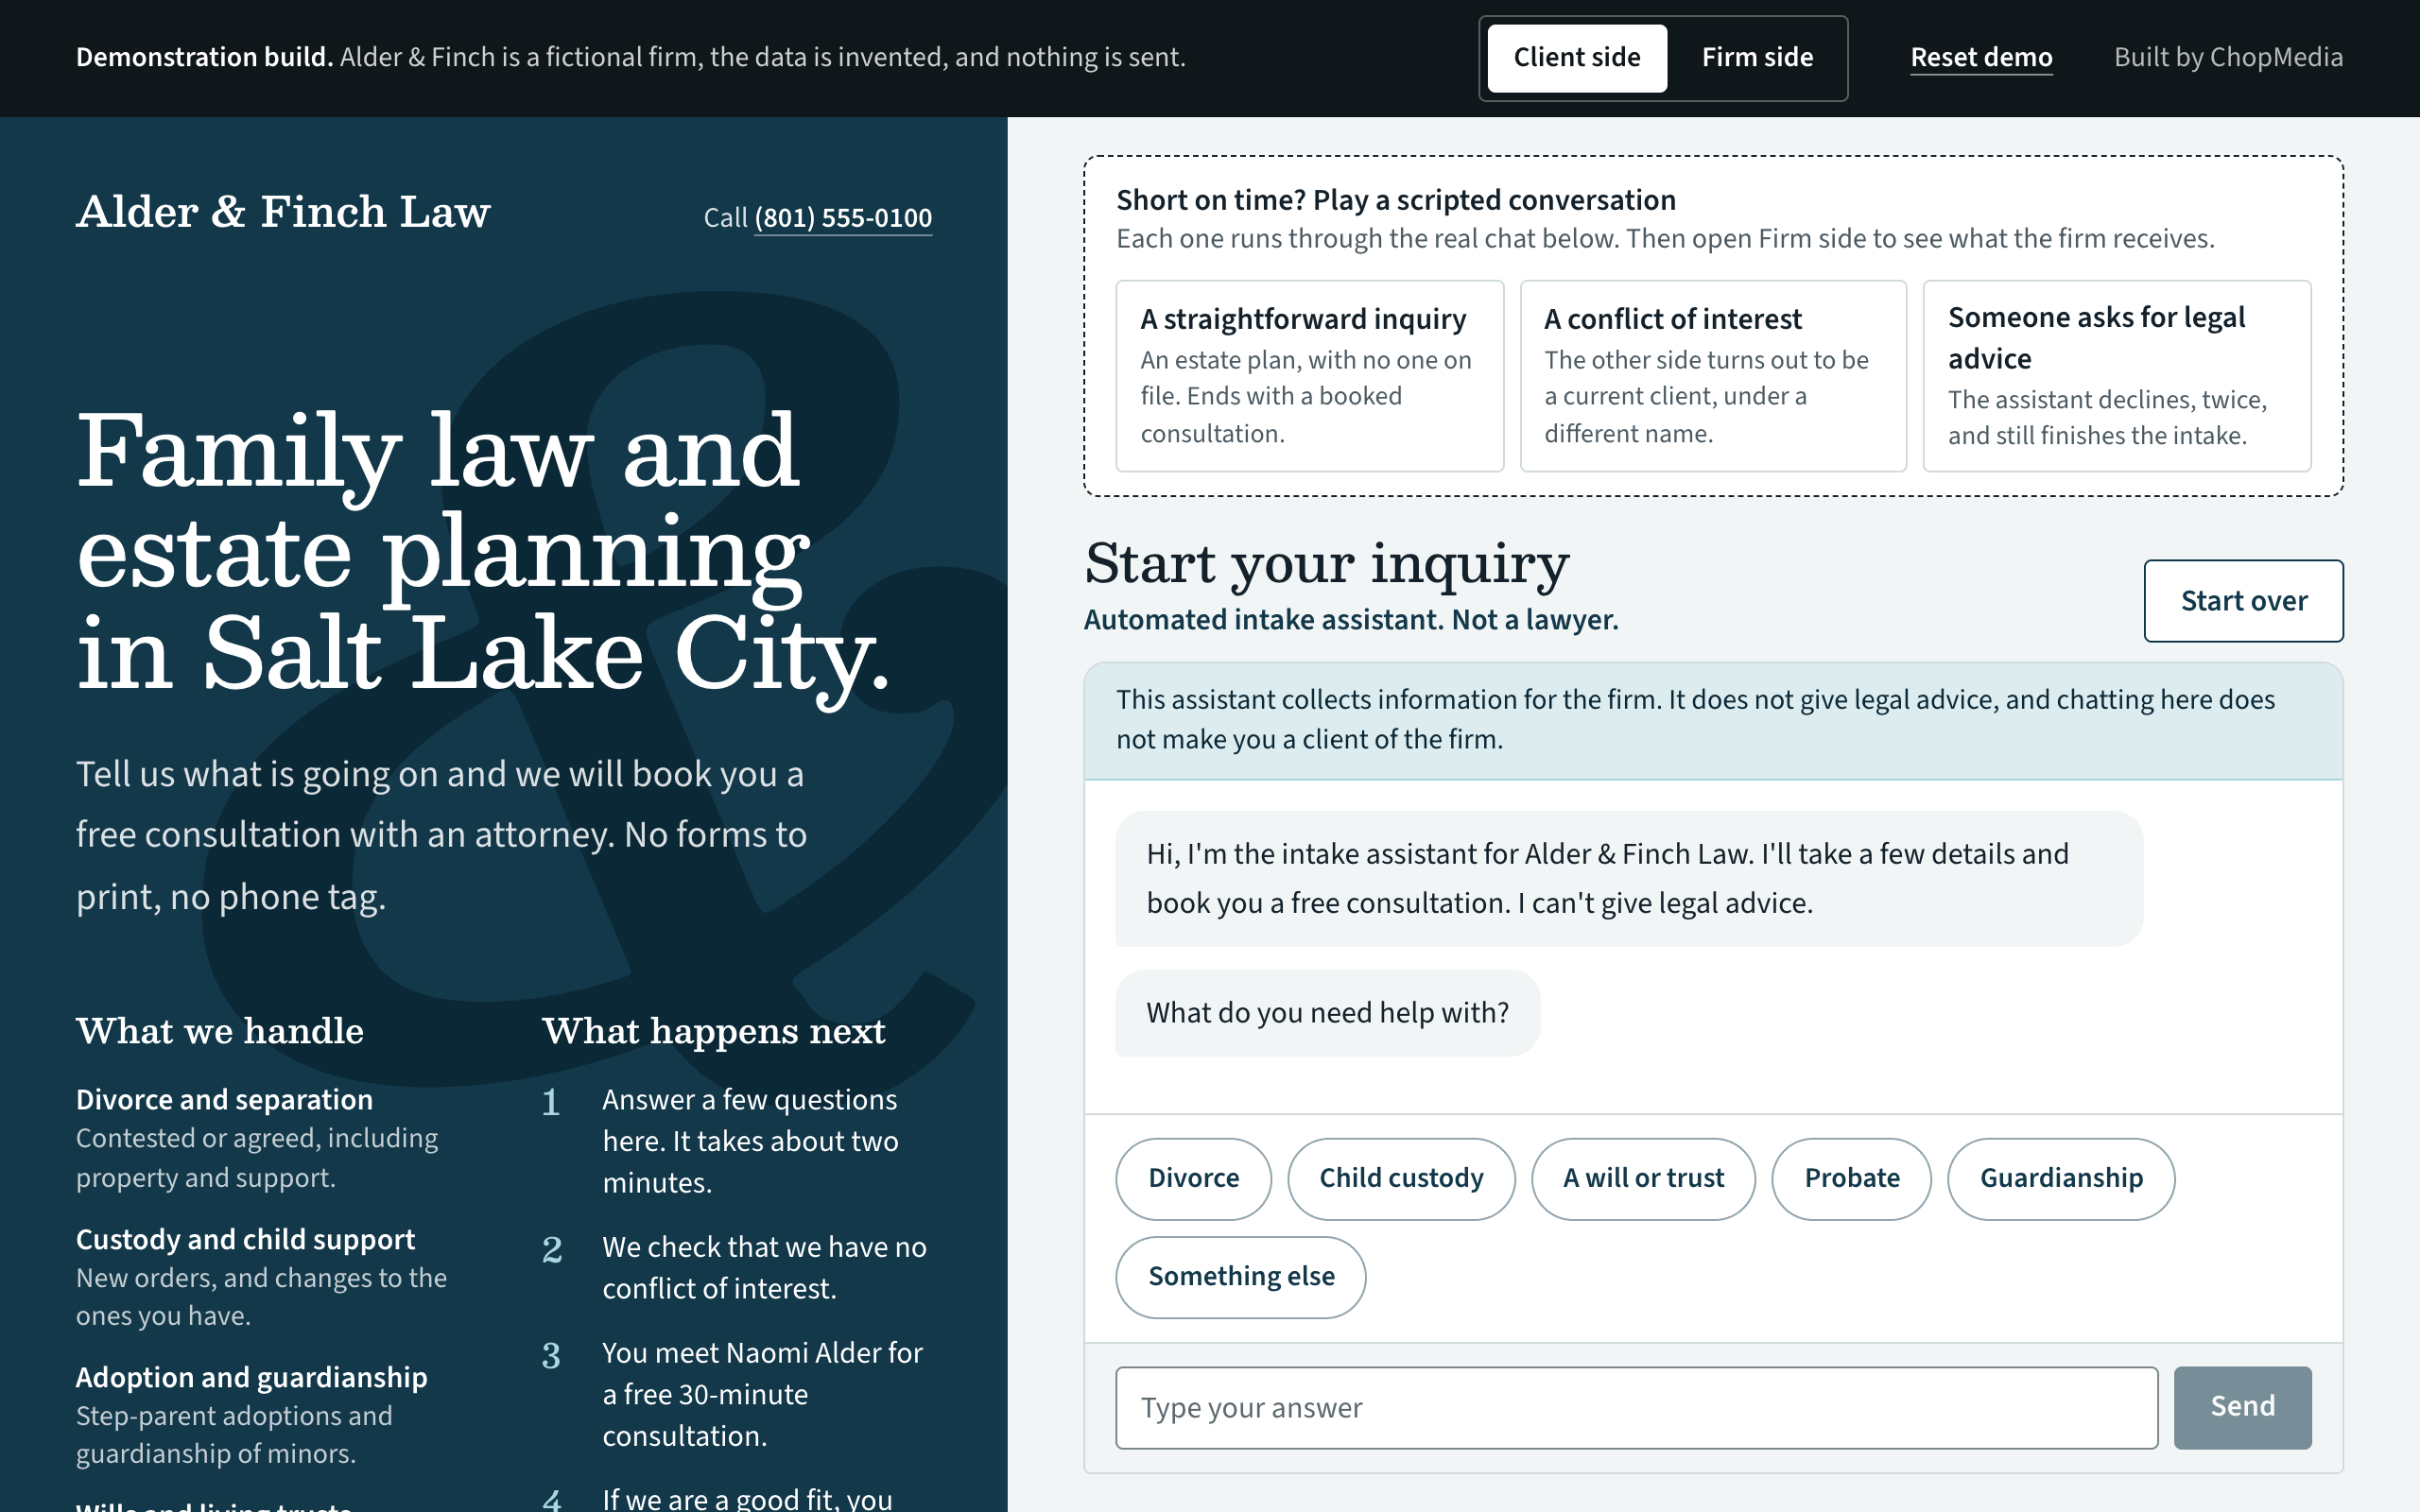 Demonstration build. Alder & Finch is a fictional firm, the data is invented, and nothing is sent.
Client side
Firm side
Reset demo
Built by ChopMedia
Alder & Finch Law
Call (801) 555-0100
Family law and
estate planning
in Salt Lake City.
Tell us what is going on and we will book you a
free consultation with an attorney. No forms to
print, no phone tag.
What we handle
Divorce and separation
Contested or agreed, including
property and support.
Custody and child support
New orders, and changes to the
ones you have.
Adoption and guardianship
Step-parent adoptions and
guardianship of minors.
Wills and living trusts
What happens next
1 Answer a few questions
here. It takes about two
minutes.
2 We check that we have no
conflict of interest.
3 You meet Naomi Alder for
a free 30-minute
consultation.
4 If we are a good fit, you
Short on time? Play a scripted conversation
Each one runs through the real chat below. Then open Firm side to see what the firm receives.
A straightforward inquiry
An estate plan, with no one on
file. Ends with a booked
consultation.
A conflict of interest
The other side turns out to be
a current client, under a
different name.
Someone asks for legal
advice
The assistant declines, twice,
and still finishes the intake.
Start your inquiry
Automated intake assistant. Not a lawyer.
Start over
This assistant collects information for the firm. It does not give legal advice, and chatting here does
not make you a client of the firm.
Hi, I'm the intake assistant for Alder & Finch Law. I'll take a few details and
book you a free consultation. I can't give legal advice.
What do you need help with?
Divorce
Child custody
A will or trust
Probate
Guardianship
Something else
Type your answer
Send